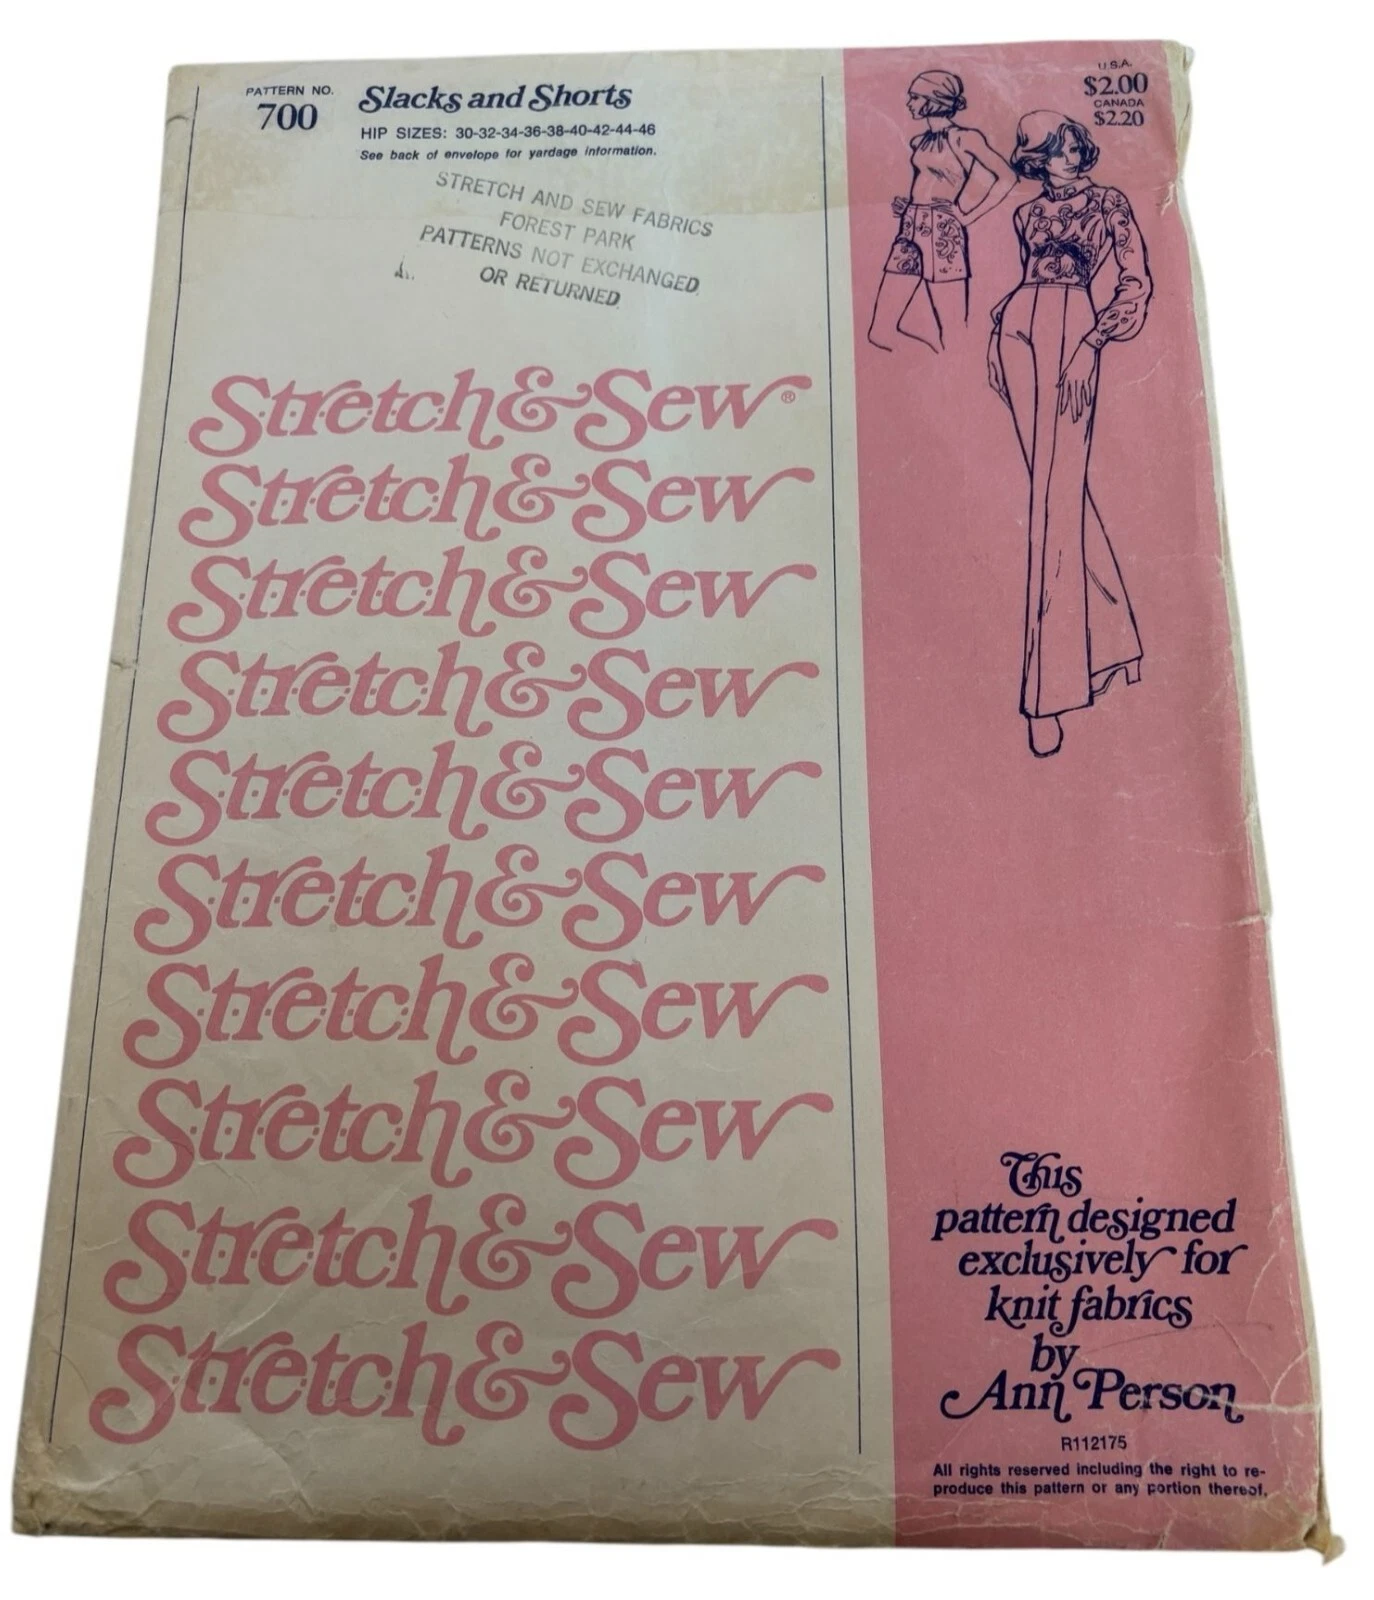 PATTERN NO.
700
Slacks and Shorts
HIP SIZES: 30-32-34-36-38-40-42-44-46
See back of envelope for yardage information.
STRETCH AND SEW FABRICS
FOREST PARK
PATTERNS NOT EXCHANGED
OR RETURNED
U.S.A.
$2.00
CANADA
$2.20
Stretch & Sew®
Stretch & Sew
Stretch & Sew
Stretch & Sew
Stretch & Sew
Stretch & Sew
Stretch & Sew
Stretch & Sew
Stretch & Sew
Stretch & Sew
This
pattern designed
exclusively for
knit fabrics
by
Ann Person
R112175
All rights reserved including the right to re-
produce this pattern or any portion thereof.